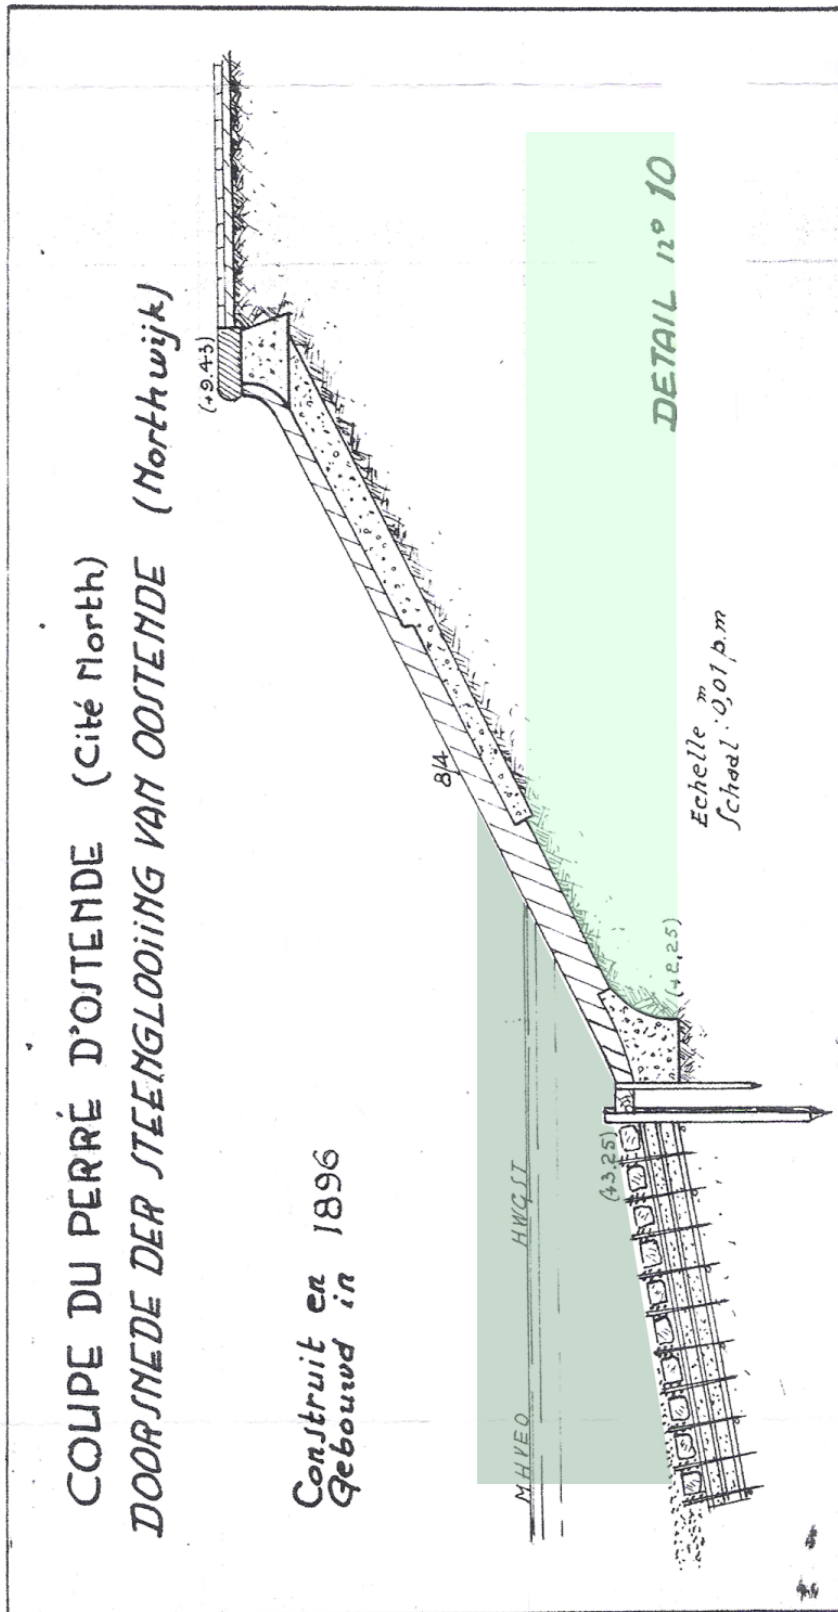 COUPE DU PERRÉ D'OSTENDE (Cité North)
DOORSNEDE DER STEENGLOOIING VAN OOSTENDE (Northwijk)
Construit en
Gebouwd in 1896
(+9.43)
8/4
MHVEO HWGST
(+3.25)
(+2.25)
DETAIL n° 10
Echelle
Schaal : 0,01 m p.m